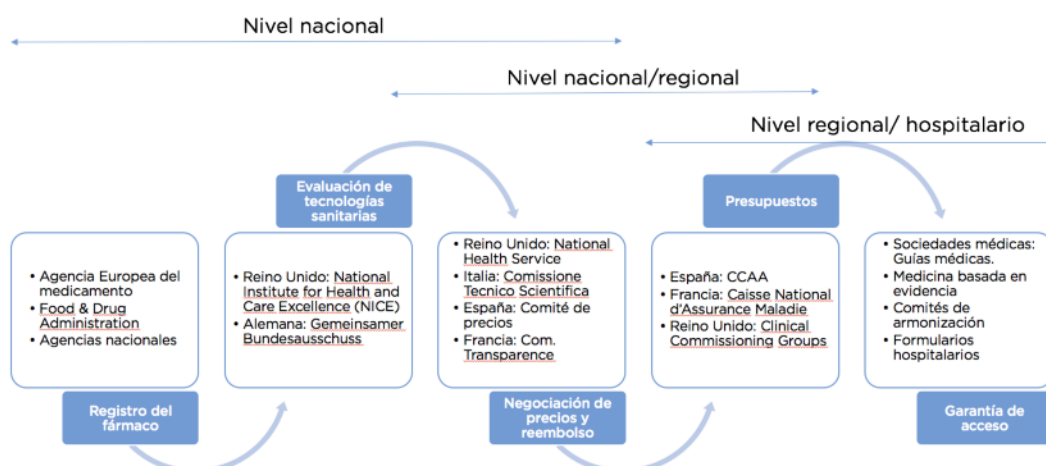 Nivel nacional
Nivel nacional/regional
Nivel regional/ hospitalario
Evaluación de
tecnologías
sanitarias
Presupuestos
• Agencia Europea del
medicamento
• Food & Drug
Administration
• Agencias nacionales
• Reino Unido: National
Institute for Health and
Care Excellence (NICE)
• Alemana: Gemeinsamer
Bundesausschuss
• Reino Unido: National
Health Service
• Italia: Comissione
Tecnico Scientifica
• España: Comité de
precios
• Francia: Com.
Transparence
• España: CCAA
• Francia: Caisse National
d’Assurance Maladie
• Reino Unido: Clinical
Commissioning Groups
• Sociedades médicas:
Guías médicas.
• Medicina basada en
evidencia
• Comités de
armonización
• Formularios
hospitalarios
Registro del
fármaco
Negociación de
precios y
reembolso
Garantía de
acceso